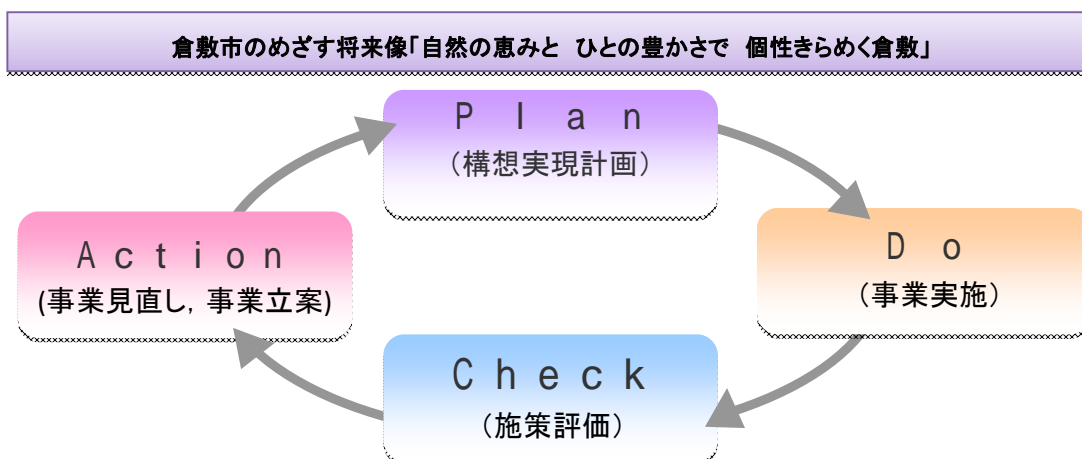 倉敷市のめざす将来像「自然の恵みと ひとの豊かさで 個性きらめく倉敷」
Plan
(構想実現計画)
Action
(事業見直し，事業立案)
Do
(事業実施)
Check
(施策評価)